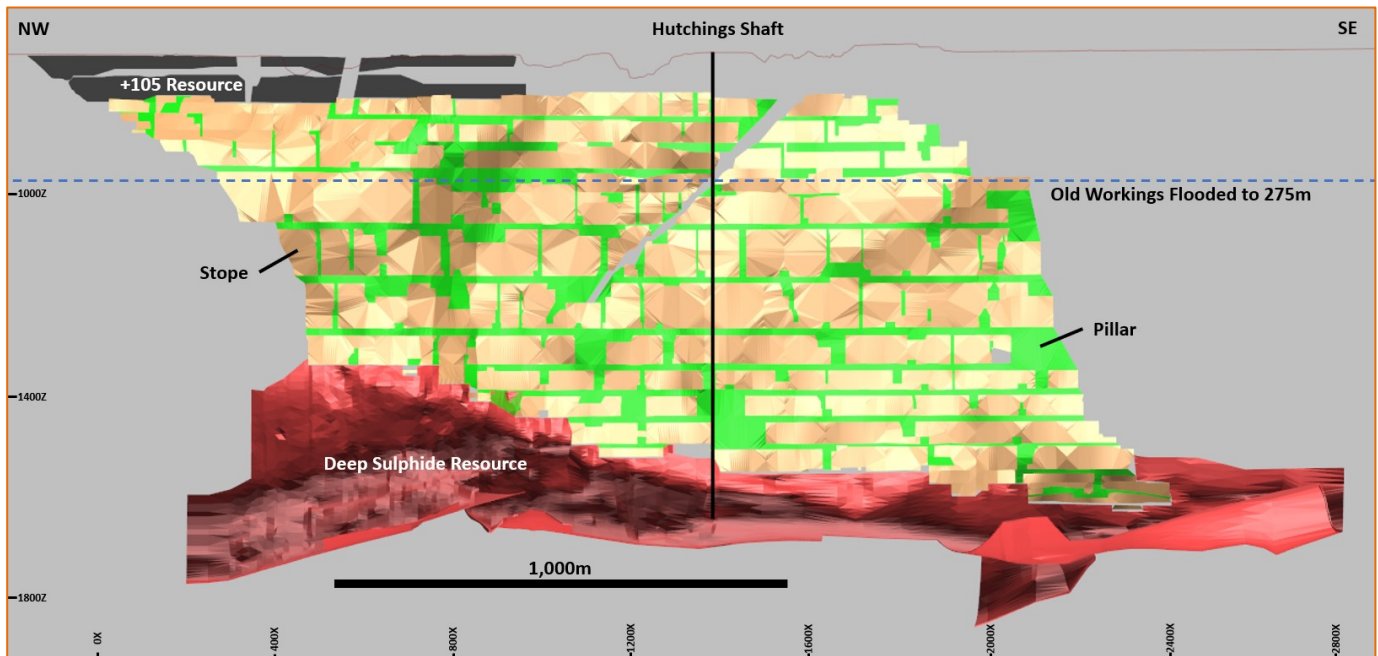 NW
Hutchings Shaft
SE
+105 Resource
1000Z
Old Workings Flooded to 275m
Stope
Pillar
1400Z
Deep Sulphide Resource
1,000m
1800Z
0X
400X
800X
1200X
1600X
2000X
2400X
2800X